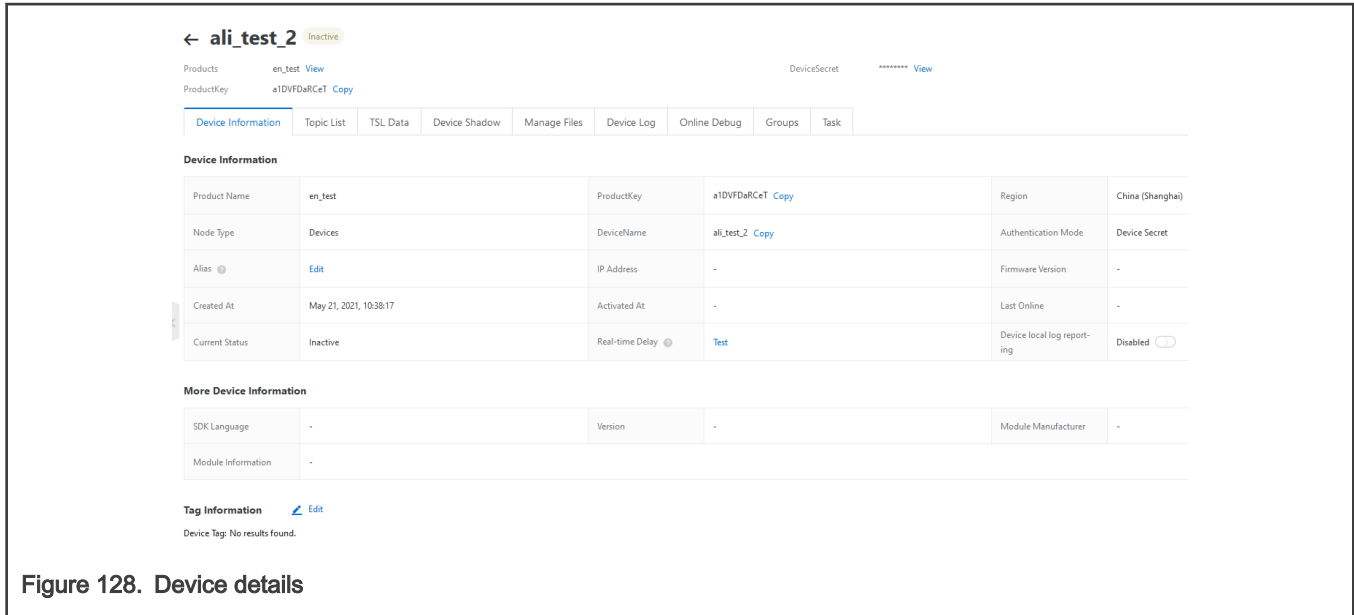 ← ali_test_2 Inactive
Products en_test View DeviceSecret ******** View
ProductKey a1DVFDaRCeT Copy
Device Information Topic List TSL Data Device Shadow Manage Files Device Log Online Debug Groups Task
Device Information
Product Name en_test ProductKey a1DVFDaRCeT Copy Region China (Shanghai)
Node Type Devices DeviceName ali_test_2 Copy Authentication Mode Device Secret
Alias Edit IP Address - Firmware Version -
Created At May 21, 2021, 10:38:17 Activated At - Last Online -
Current Status Inactive Real-time Delay Test Device local log report-
ing Disabled
More Device Information
SDK Language - Version - Module Manufacturer -
Module Information -
Tag Information Edit
Device Tag: No results found.
Figure 128. Device details